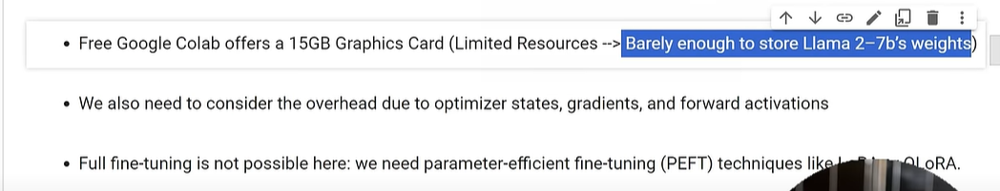 Free Google Colab offers a 15GB Graphics Card (Limited Resources --> Barely enough to store Llama 2–7b's weights)
We also need to consider the overhead due to optimizer states, gradients, and forward activations
Full fine-tuning is not possible here: we need parameter-efficient fine-tuning (PEFT) techniques like QLoRA.